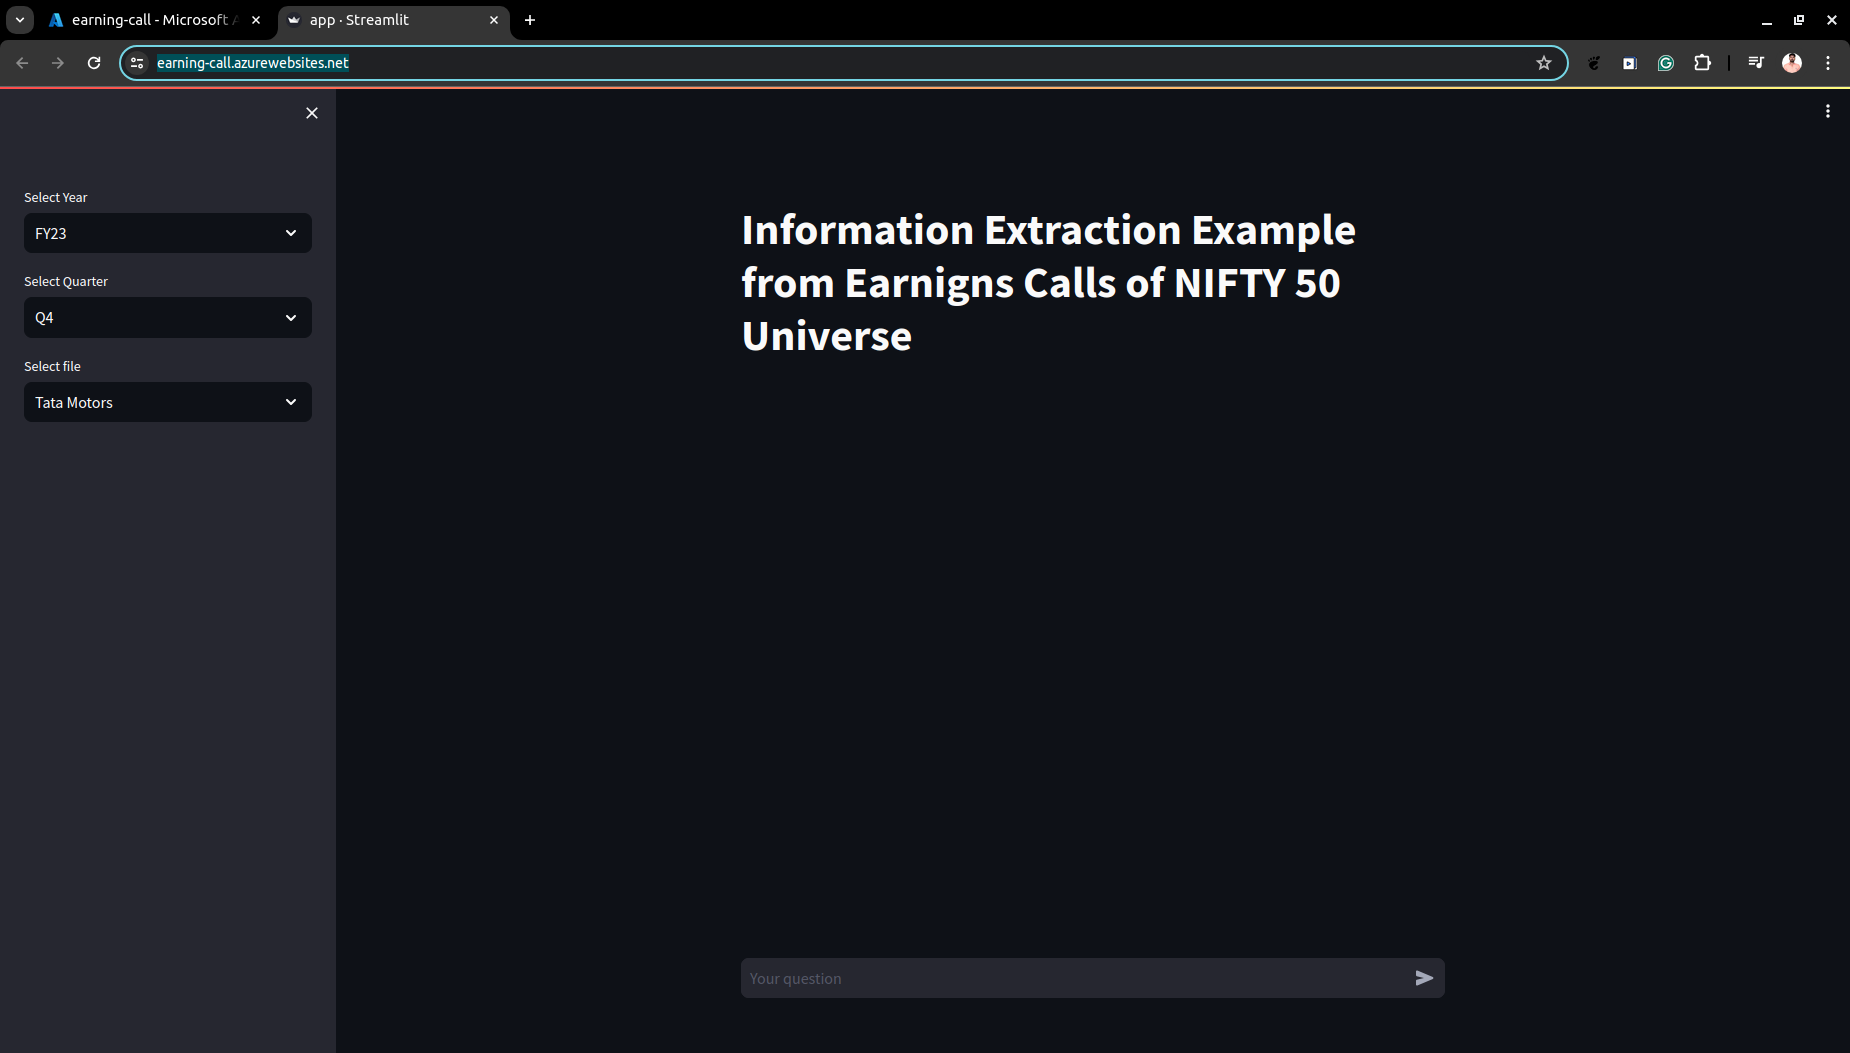 earning-call - Microsoft A
app · Streamlit
earning-call.azurewebsites.net
Select Year
FY23
Select Quarter
Q4
Select file
Tata Motors
Information Extraction Example
from Earnigns Calls of NIFTY 50
Universe
Your question